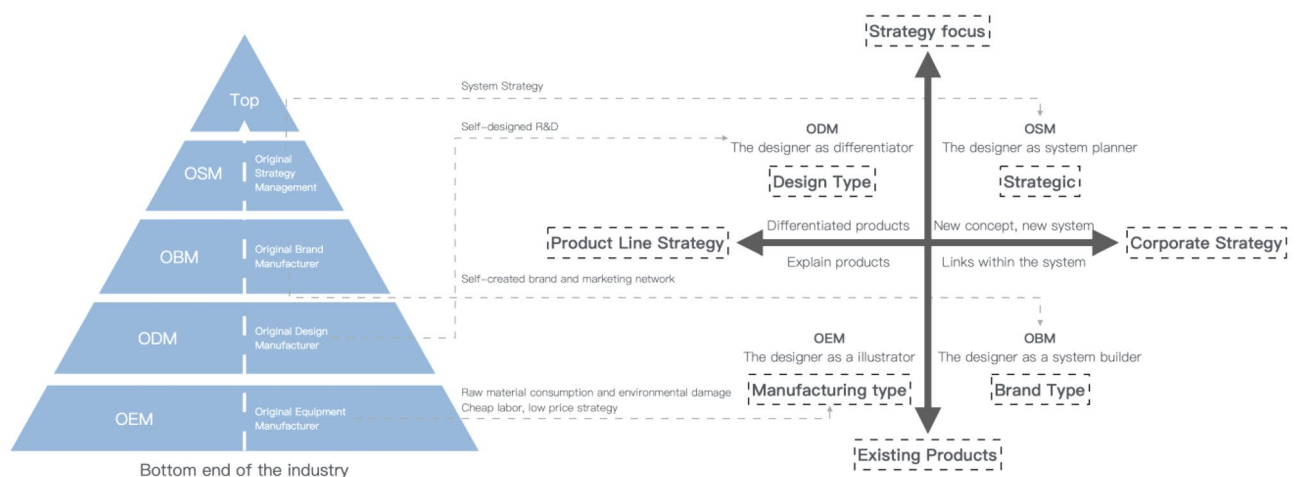 Top
OSM
Original
Strategy
Management
OBM
Original Brand
Manufacturer
ODM
Original Design
Manufacturer
OEM
Original Equipment
Manufacturer
Bottom end of the industry
System Strategy
Self-designed R&D
Self-created brand and marketing network
Raw material consumption and environmental damage
Cheap labor, low price strategy
Strategy focus
ODM
The designer as differentiator
Design Type
OSM
The designer as system planner
Strategic
Differentiated products
New concept, new system
Product Line Strategy
Corporate Strategy
Explain products
Links within the system
OEM
The designer as a illustrator
Manufacturing type
OBM
The designer as a system builder
Brand Type
Existing Products